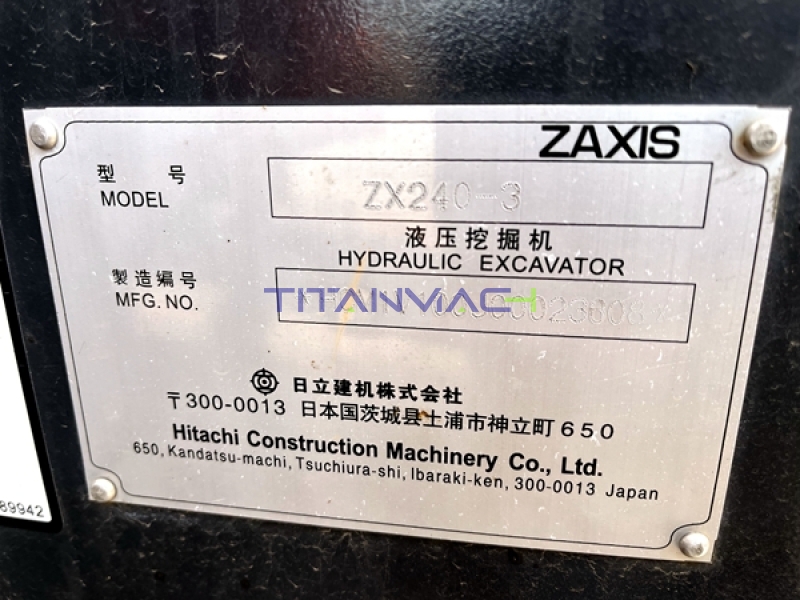 ZAXIS
型 号
MODEL
ZX240-3
液压挖掘机
HYDRAULIC EXCAVATOR
製造編号
MFG. NO.
TITANMACH
日立建机株式会社
〒300-0013 日本国茨城县土浦市神立町650
Hitachi Construction Machinery Co., Ltd.
650, Kandatsu-machi, Tsuchiura-shi, Ibaraki-ken, 300-0013 Japan
89942